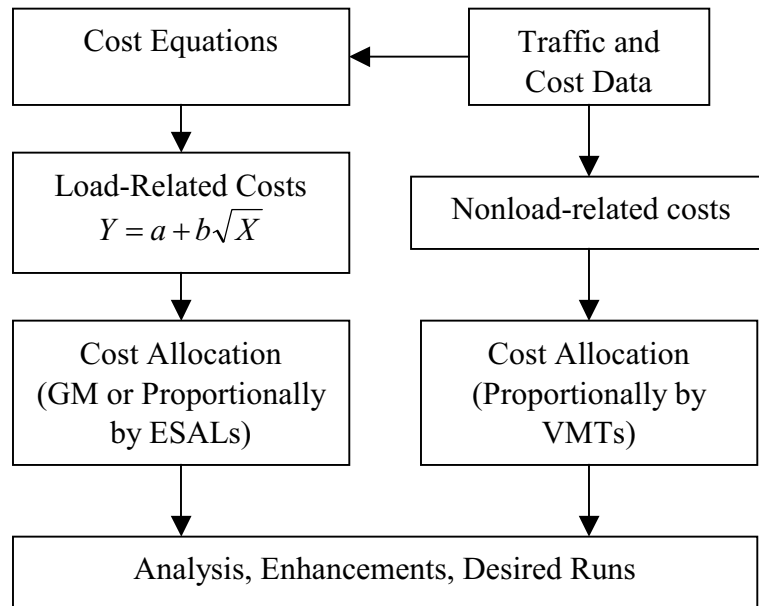 Cost Equations
Traffic and
Cost Data
Load-Related Costs
Y = a + b√X
Nonload-related costs
Cost Allocation
(GM or Proportionally
by ESALs)
Cost Allocation
(Proportionally by
VMTs)
Analysis, Enhancements, Desired Runs